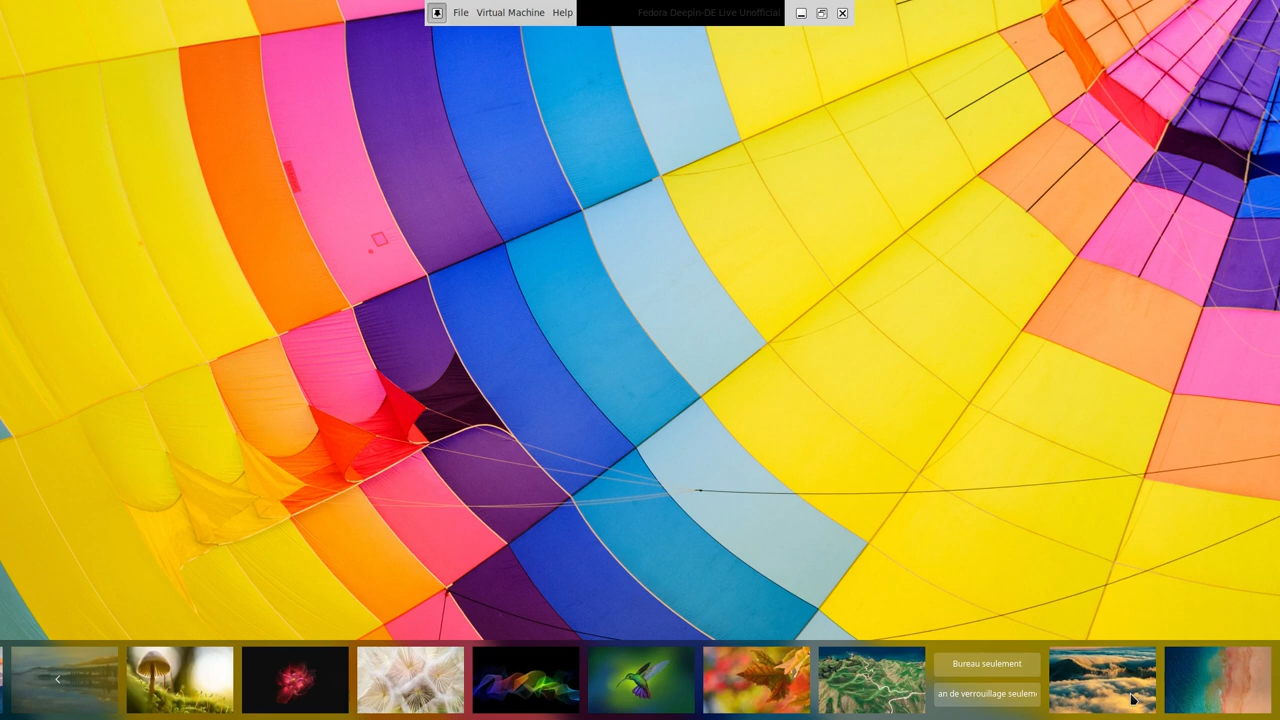 File Virtual Machine Help Fedora Deepin-DE Live Unofficial
Bureau seulement
an de verrouillage seulem